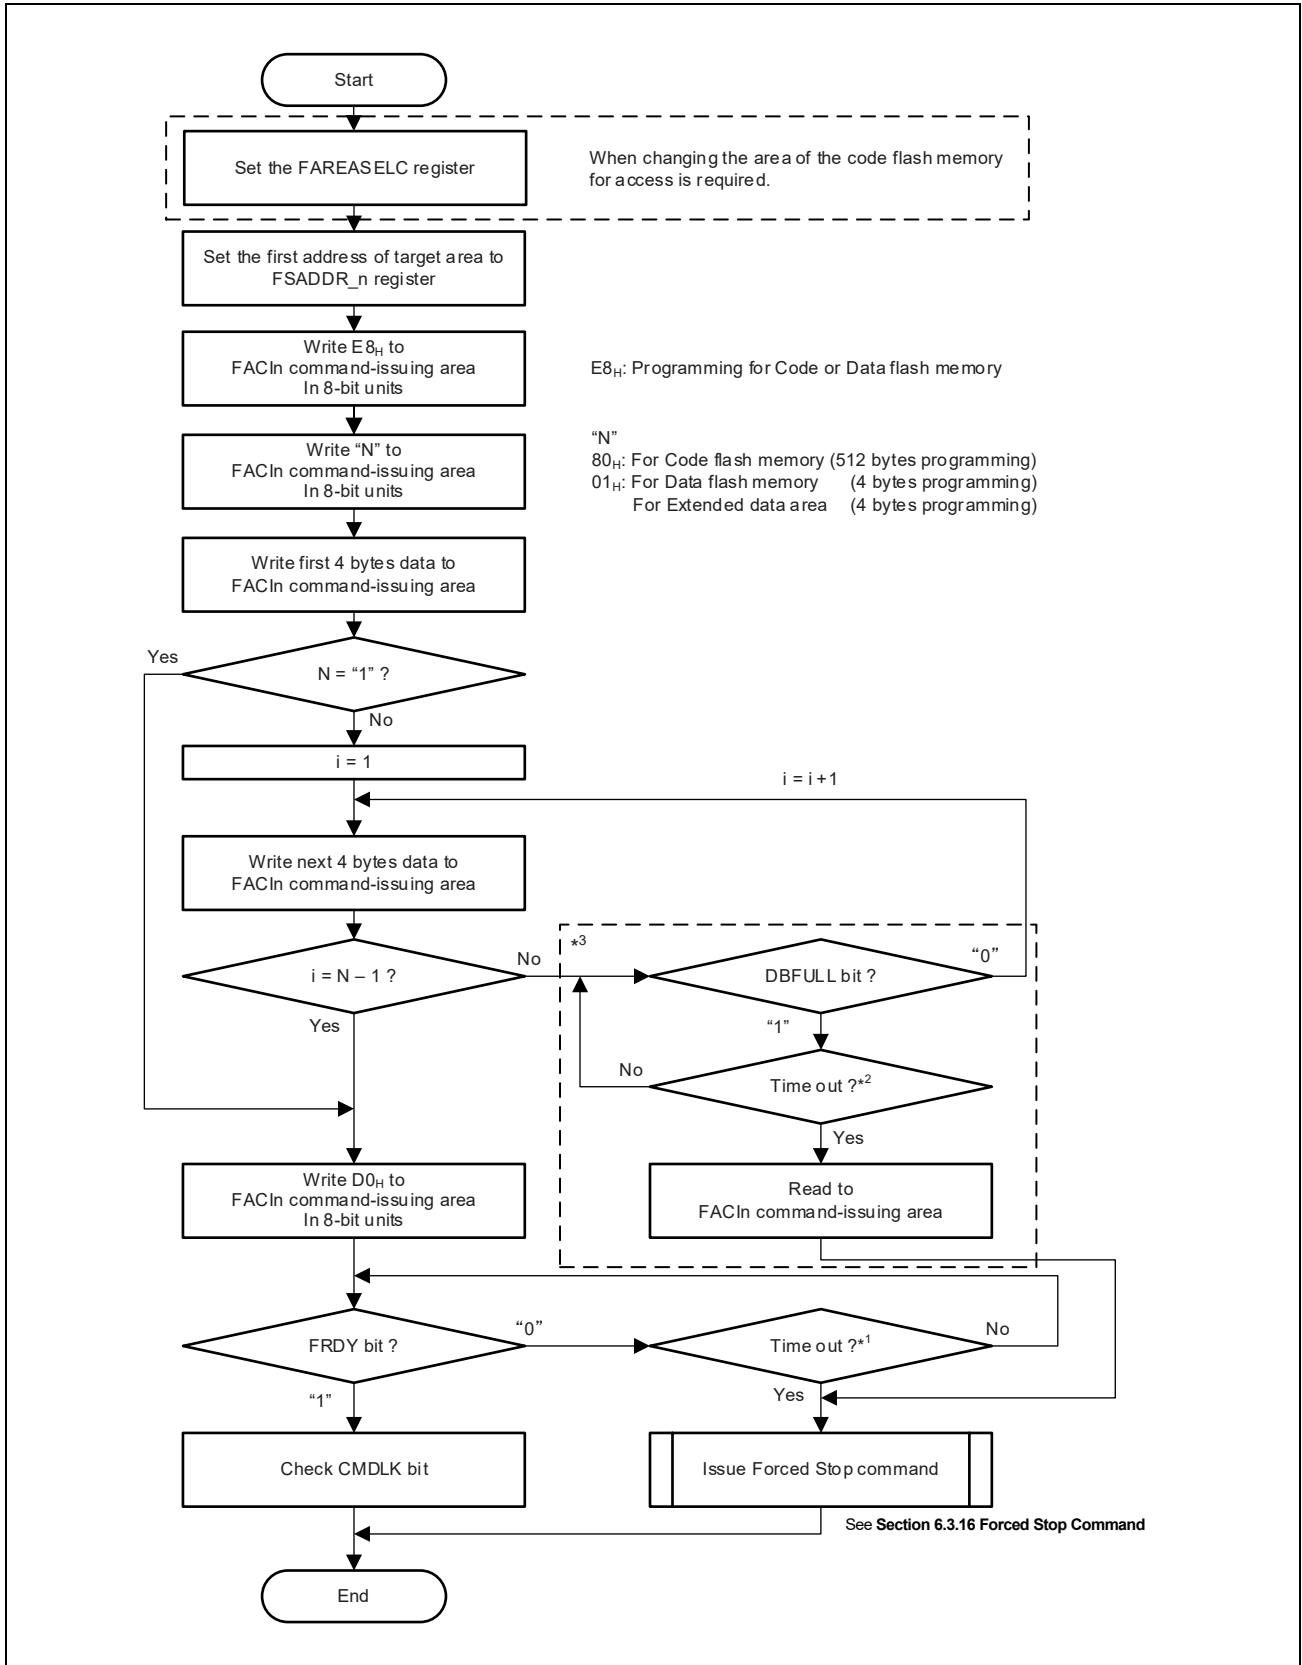 Start
Set the FAREASELC register
When changing the area of the code flash memory
for access is required.
Set the first address of target area to
FSADDR_n register
Write E8H to
FACIn command-issuing area
In 8-bit units
E8H: Programming for Code or Data flash memory
Write “N” to
FACIn command-issuing area
In 8-bit units
“N”
80H: For Code flash memory (512 bytes programming)
01H: For Data flash memory (4 bytes programming)
For Extended data area (4 bytes programming)
Write first 4 bytes data to
FACIn command-issuing area
Yes
N = “1” ?
No
i = 1
i = i +1
Write next 4 bytes data to
FACIn command-issuing area
i = N – 1 ?
No
Yes
*3
DBFULL bit ?
“0”
“1”
No
Time out ?*2
Yes
Write D0H to
FACIn command-issuing area
In 8-bit units
Read to
FACIn command-issuing area
FRDY bit ?
“0”
“1”
Time out ?*1
No
Yes
Check CMDLK bit
Issue Forced Stop command
See Section 6.3.16 Forced Stop Command
End